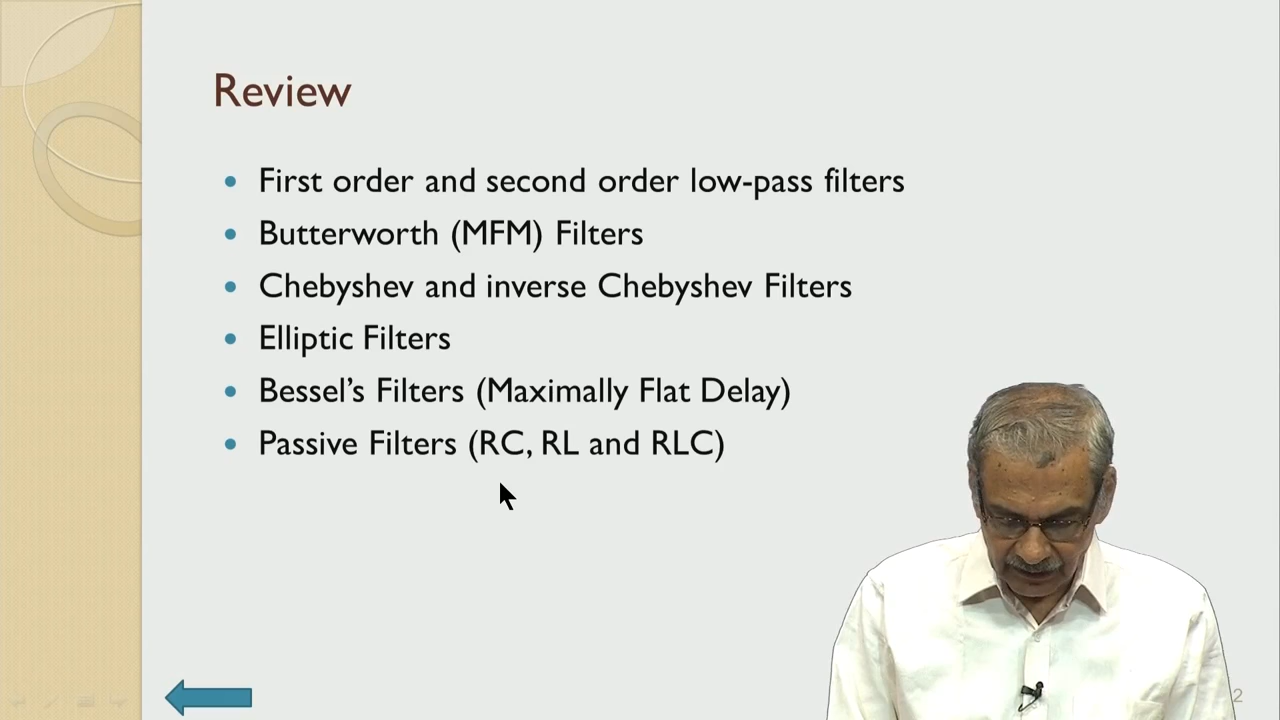 Review
First order and second order low-pass filters
Butterworth (MFM) Filters
Chebyshev and inverse Chebyshev Filters
Elliptic Filters
Bessel’s Filters (Maximally Flat Delay)
Passive Filters (RC, RL and RLC)
2